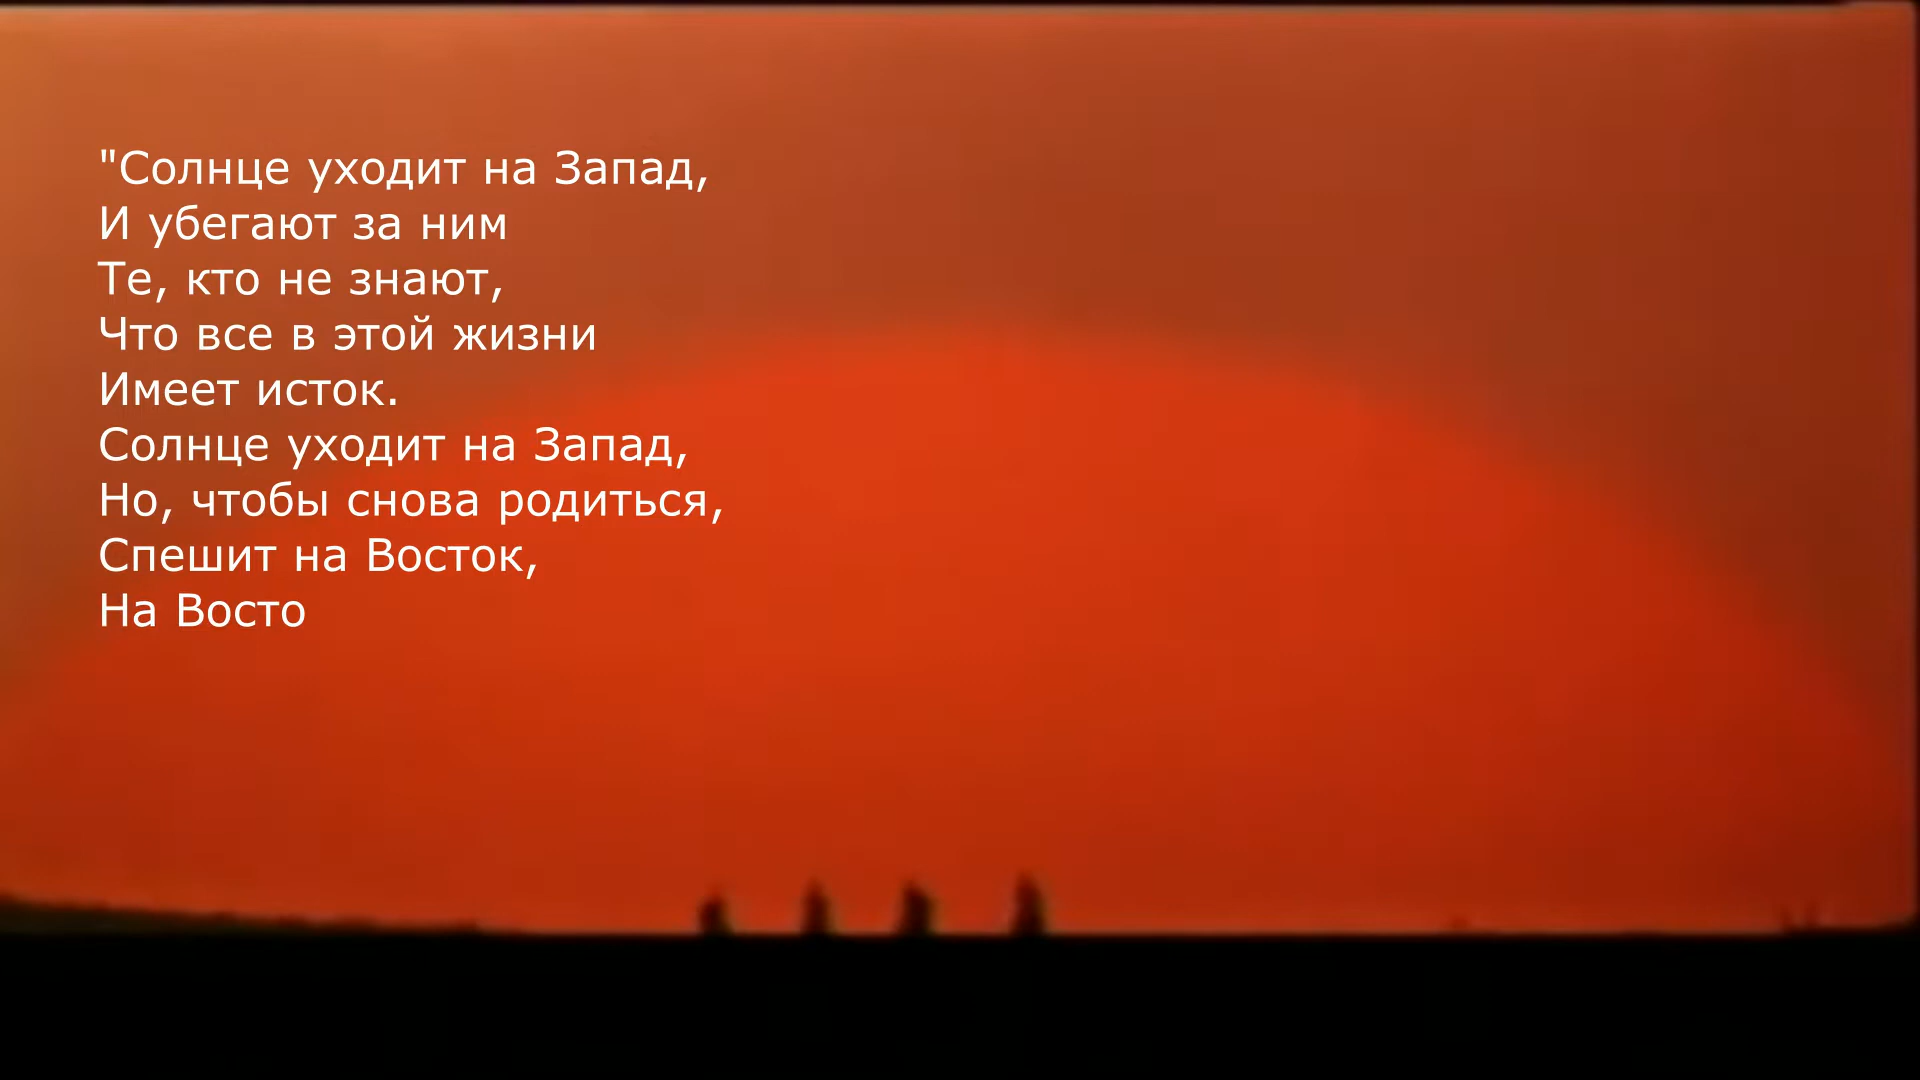 "Солнце уходит на Запад,
И убегают за ним
Те, кто не знают,
Что все в этой жизни
Имеет исток.
Солнце уходит на Запад,
Но, чтобы снова родиться,
Спешит на Восток,
На Восто